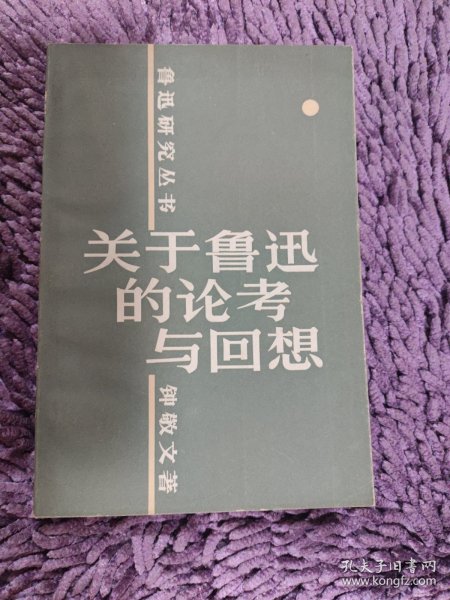 鲁迅研究丛书
关于鲁迅
的论考
与回想
钟敬文著
孔夫子旧书网
www.kongfz.com